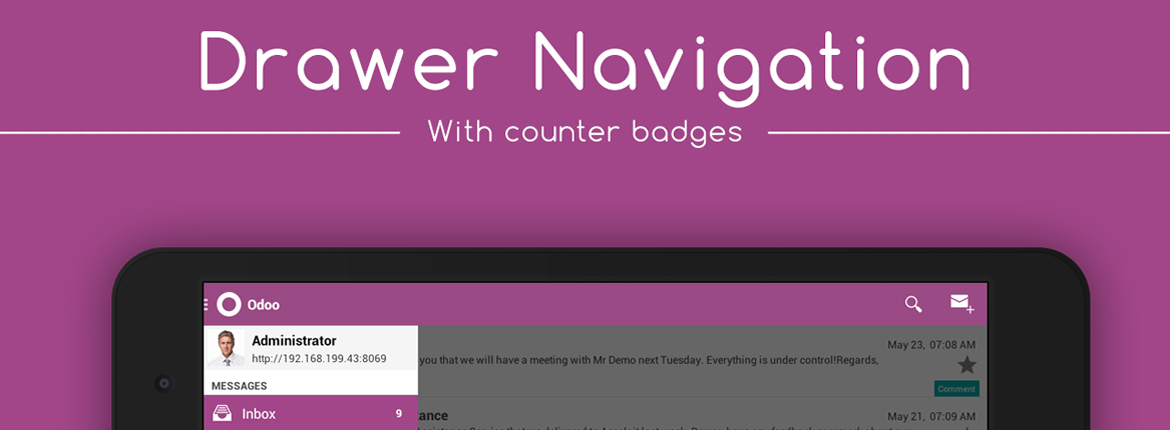 Drawer Navigation
With counter badges
Odoo
Administrator
http://192.168.199.43:8069
MESSAGES
Inbox 9
May 23, 07:08 AM
you that we will have a meeting with Mr Demo next Tuesday. Everything is under control!Regards,
Comment
tance
May 21, 07:09 AM